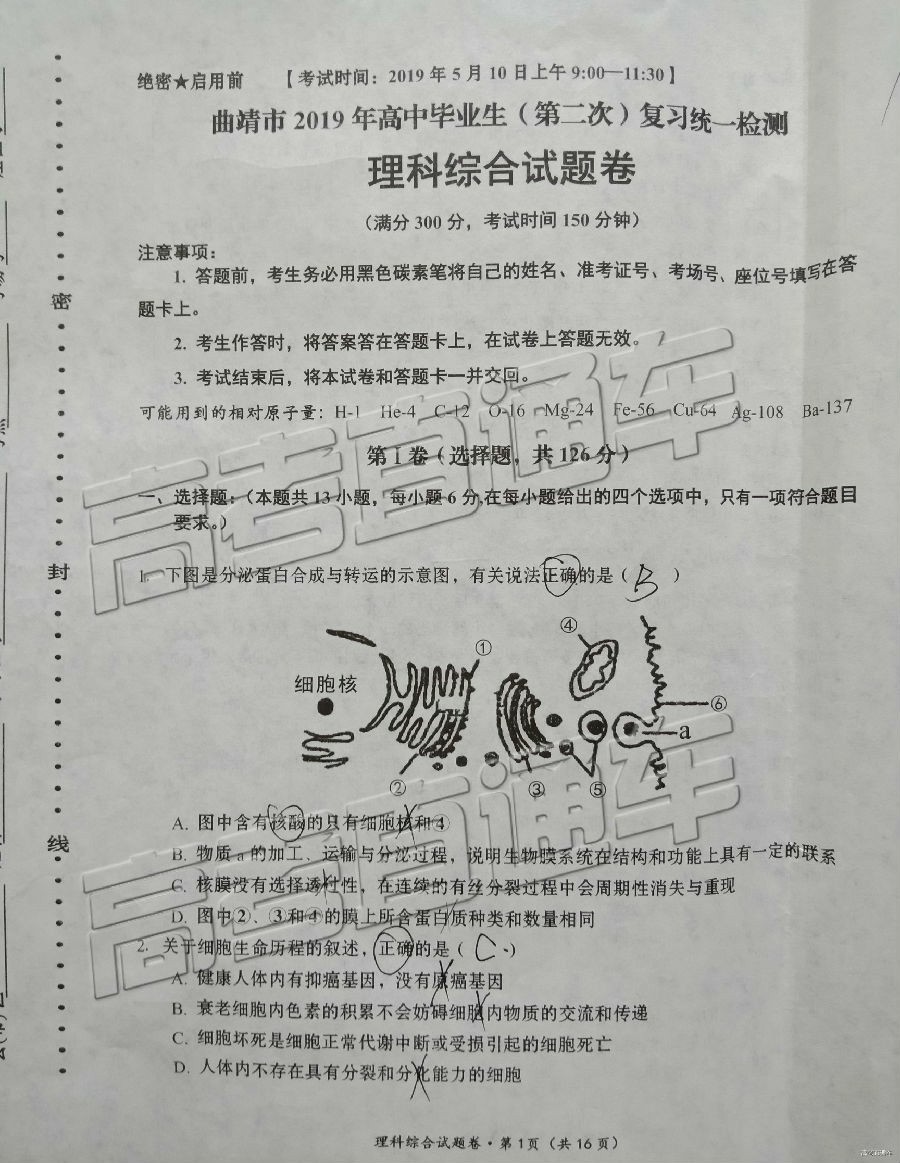 绝密★启用前 【考试时间：2019 年 5 月 10 日上午 9:00—11:30】
曲靖市 2019 年高中毕业生（第二次）复习统一检测
理科综合试题卷
（满分 300 分，考试时间 150 分钟）
注意事项：
1. 答题前，考生务必用黑色碳素笔将自己的姓名、准考证号、考场号、座位号填写在答
题卡上。
2. 考生作答时，将答案答在答题卡上，在试卷上答题无效。
3. 考试结束后，将本试卷和答题卡一并交回。
可能用到的相对原子量：H-1 He-4 C-12 O-16 Mg-24 Fe-56 Cu-64 Ag-108 Ba-137
第Ⅰ卷（选择题，共 126 分）
一、选择题：（本题共 13 小题，每小题 6 分,在每小题给出的四个选项中，只有一项符合题目
要求。）
1. 下图是分泌蛋白合成与转运的示意图，有关说法正确的是（ B ）
细胞核
①
④
⑥
a
②
③
⑤
A. 图中含有核酸的只有细胞核和④
B. 物质 a 的加工、运输与分泌过程，说明生物膜系统在结构和功能上具有一定的联系
C. 核膜没有选择透过性，在连续的有丝分裂过程中会周期性消失与重现
D. 图中②、③和④的膜上所含蛋白质种类和数量相同
2. 关于细胞生命历程的叙述，正确的是（ C ）
A. 健康人体内有抑癌基因，没有原癌基因
B. 衰老细胞内色素的积累不会妨碍细胞内物质的交流和传递
C. 细胞坏死是细胞正常代谢中断或受损引起的细胞死亡
D. 人体内不存在具有分裂和分化能力的细胞
理科综合试题卷·第 1页（共 16 页）
密
封
线
高考直通车
高考直通车